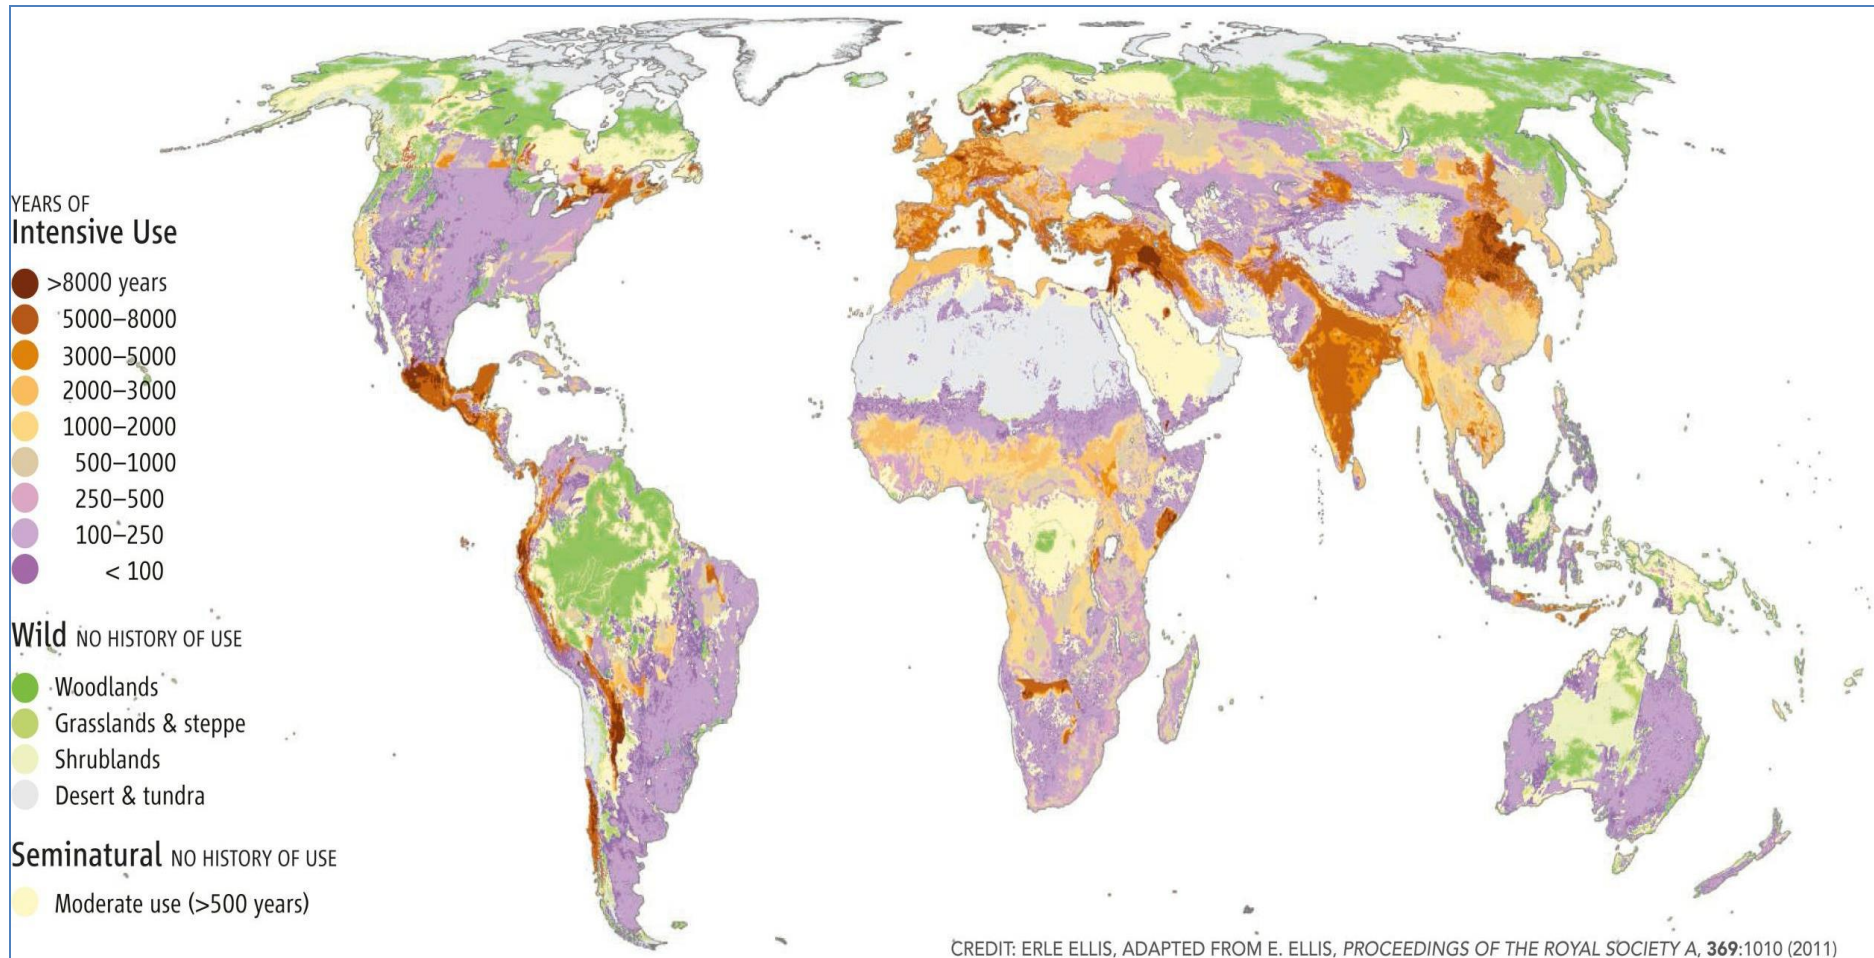 YEARS OF
Intensive Use
>8000 years
5000–8000
3000–5000
2000–3000
1000–2000
500–1000
250–500
100–250
< 100
Wild NO HISTORY OF USE
Woodlands
Grasslands & steppe
Shrublands
Desert & tundra
Seminatural NO HISTORY OF USE
Moderate use (>500 years)
CREDIT: ERLE ELLIS, ADAPTED FROM E. ELLIS, PROCEEDINGS OF THE ROYAL SOCIETY A, 369:1010 (2011)